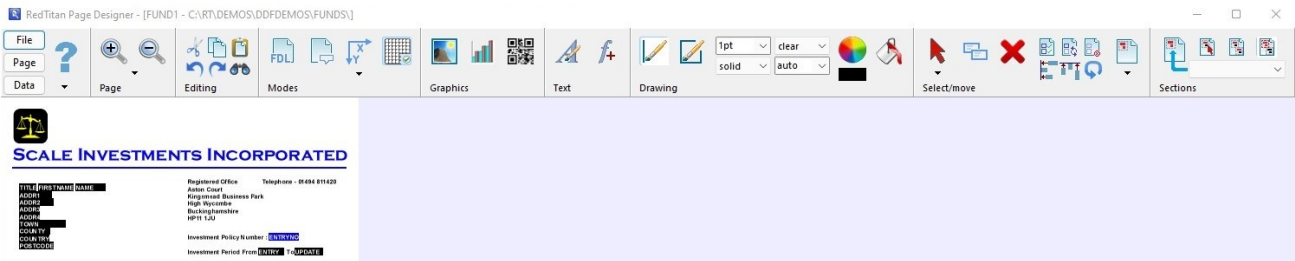 RedTitan Page Designer - [FUND1 - C:\RT\DEMOS\DDFDEMOS\FUNDS\]
File
Page
Data
Page
Editing
FDL
X
Y
Modes
Graphics
Text
1pt clear
solid auto
Drawing
Select/move
Sections
SCALE INVESTMENTS INCORPORATED
TITLE FIRSTNAME NAME
ADDR1
ADDR2
ADDR3
ADDR4
TOWN
COUNTY
COUNTRY
POSTCODE
Registered Office Telephone - 01494 811420
Aston Court
Kingsmead Business Park
High Wycombe
Buckinghamshire
HP11 1JU
Investment Policy Number : ENTRYNO
Investment Period From ENTRY To UPDATE